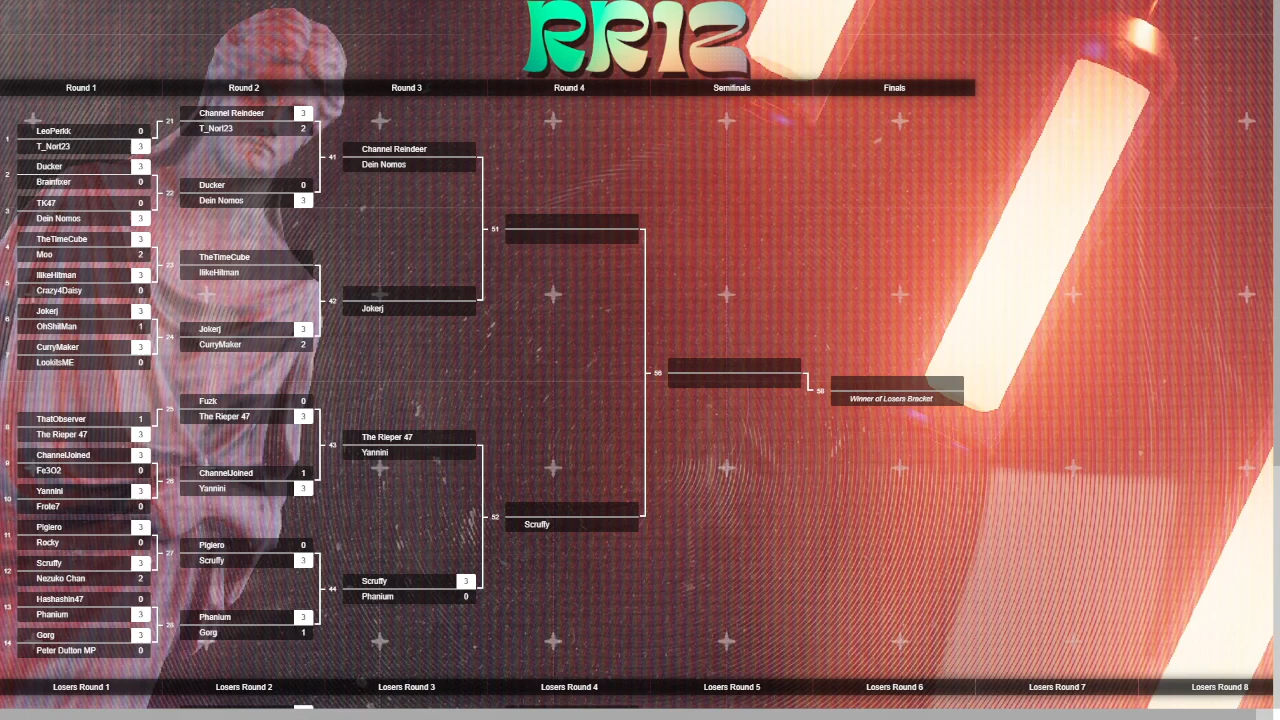 RR12
Round 1
Round 2
Round 3
Round 4
Semifinals
Finals
1
LeoPerkk 0
T_Nort23 3
2
Ducker 3
Brainfixer 0
3
TK47 0
Dein Nomos 3
4
TheTimeCube 3
Moo 2
5
IlikeHitman 3
Crazy4Daisy 0
6
Jokerj 3
OhShitMan 1
7
CurryMaker 3
LookitsME 0
8
ThatObserver 1
The Rieper 47 3
9
ChannelJoined 3
Fe3O2 0
10
Yannini 3
Frote7 0
11
Pigiero 3
Rocky 0
12
Scruffy 3
Nezuko Chan 2
13
Hashashin47 0
Phanium 3
14
Gorg 3
Peter Dutton MP 0
21
Channel Reindeer 3
T_Nort23 2
22
Ducker 0
Dein Nomos 3
23
TheTimeCube
IlikeHitman
24
Jokerj 3
CurryMaker 2
25
Fuzk 0
The Rieper 47 3
26
ChannelJoined 1
Yannini 3
27
Pigiero 0
Scruffy 3
28
Phanium 3
Gorg 1
41
Channel Reindeer
Dein Nomos
42
Jokerj
43
The Rieper 47
Yannini
44
Scruffy 3
Phanium 0
51
52
Scruffy
56
58
Winner of Losers Bracket
Losers Round 1
Losers Round 2
Losers Round 3
Losers Round 4
Losers Round 5
Losers Round 6
Losers Round 7
Losers Round 8